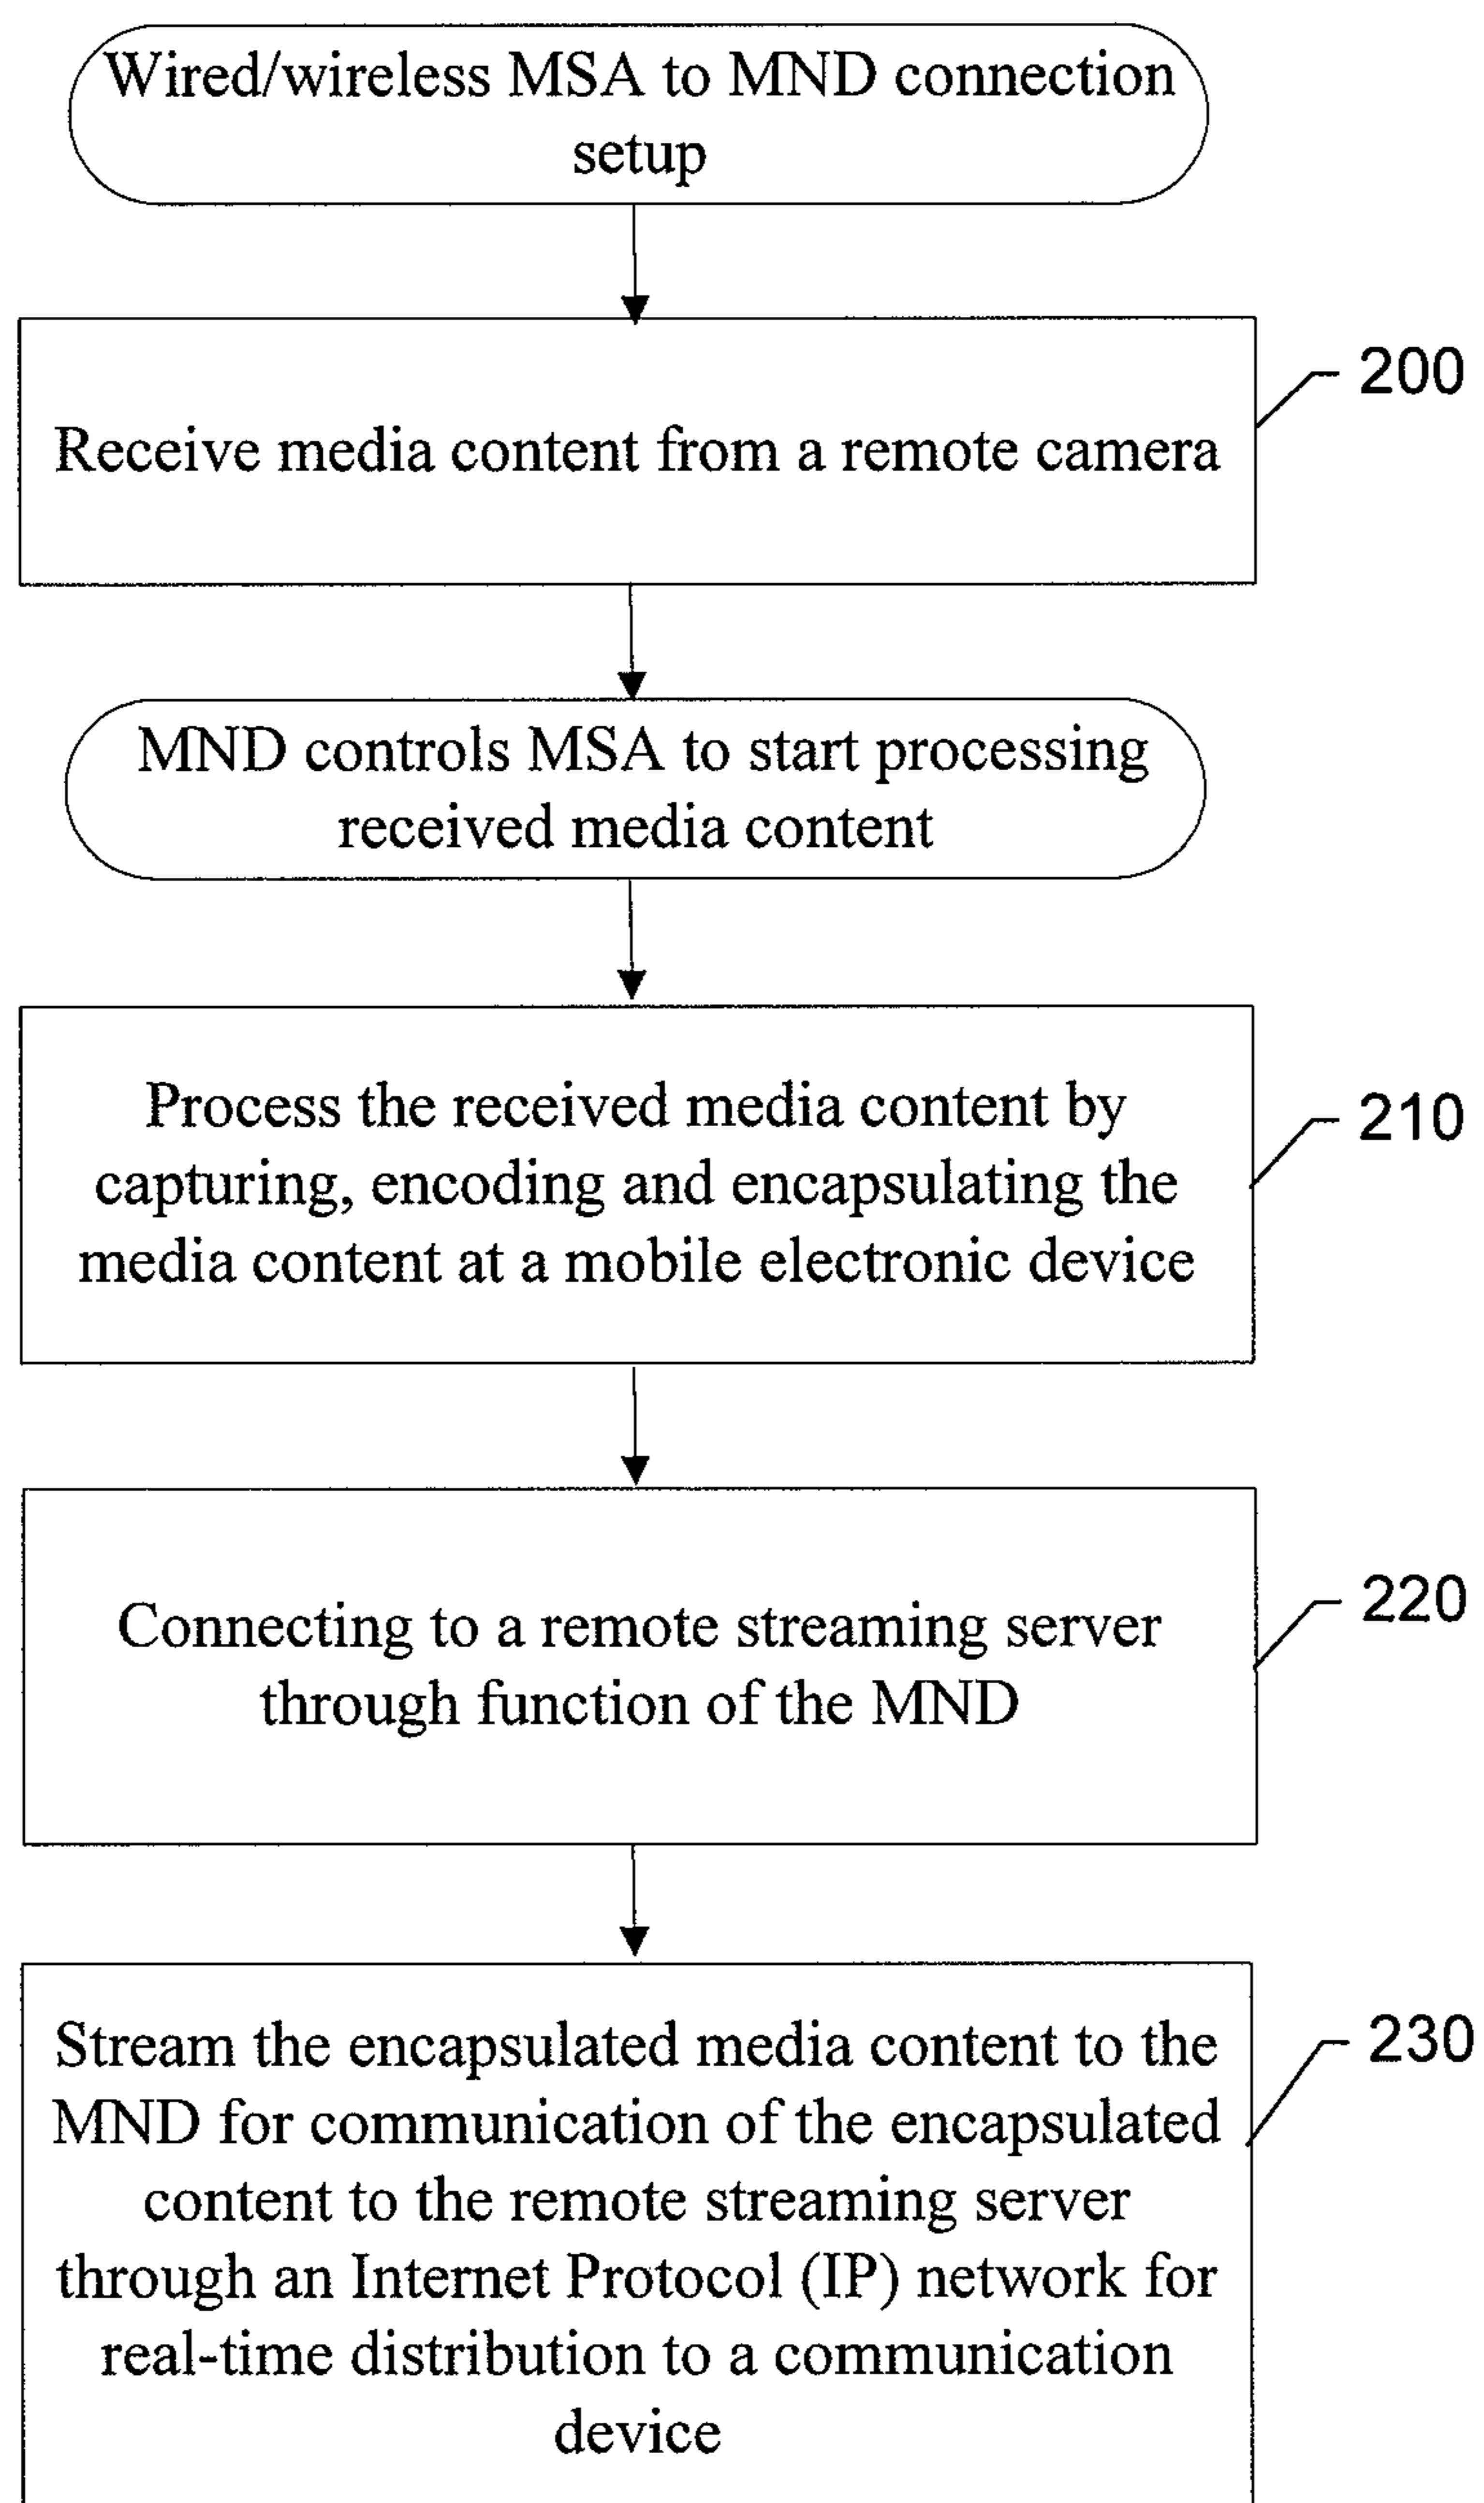 Wired/wireless MSA to MND connection
setup
200
Receive media content from a remote camera
MND controls MSA to start processing
received media content
210
Process the received media content by
capturing, encoding and encapsulating the
media content at a mobile electronic device
220
Connecting to a remote streaming server
through function of the MND
230
Stream the encapsulated media content to the
MND for communication of the encapsulated
content to the remote streaming server
through an Internet Protocol (IP) network for
real-time distribution to a communication
device